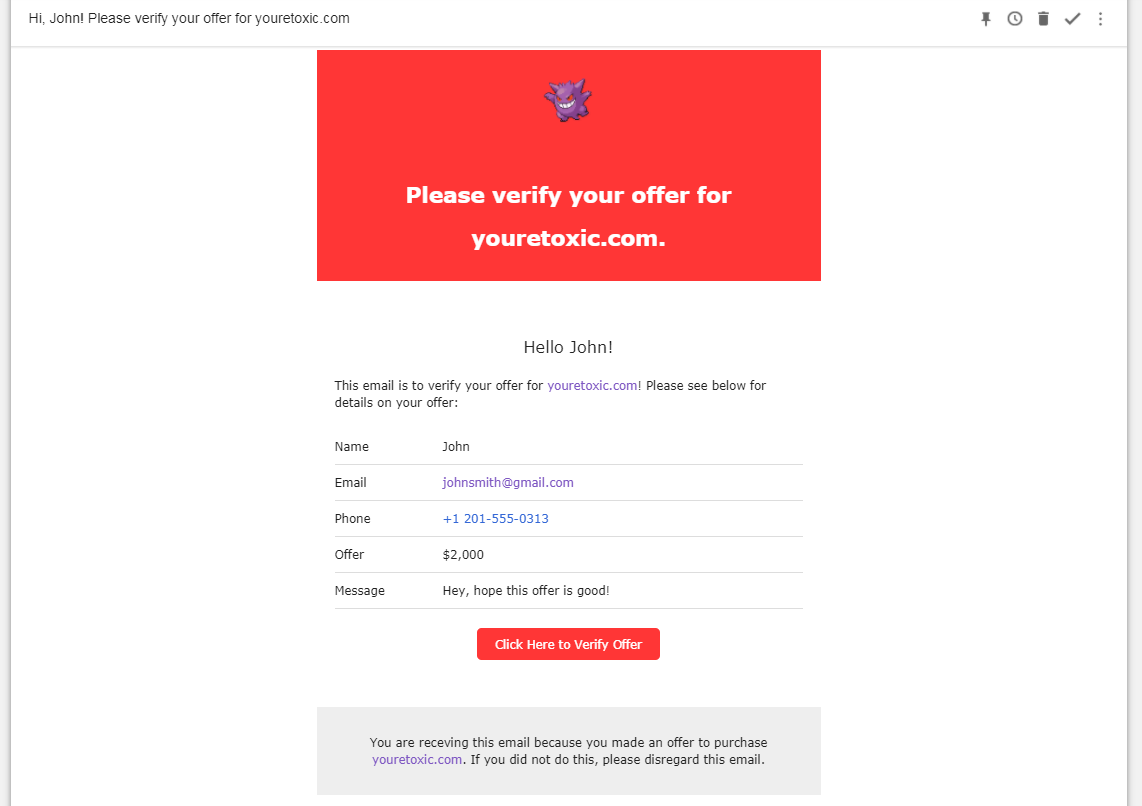 Hi, John! Please verify your offer for youretoxic.com
Please verify your offer for
youretoxic.com.
Hello John!
This email is to verify your offer for youretoxic.com! Please see below for
details on your offer:
Name John
Email johnsmith@gmail.com
Phone +1 201-555-0313
Offer $2,000
Message Hey, hope this offer is good!
Click Here to Verify Offer
You are receving this email because you made an offer to purchase
youretoxic.com. If you did not do this, please disregard this email.